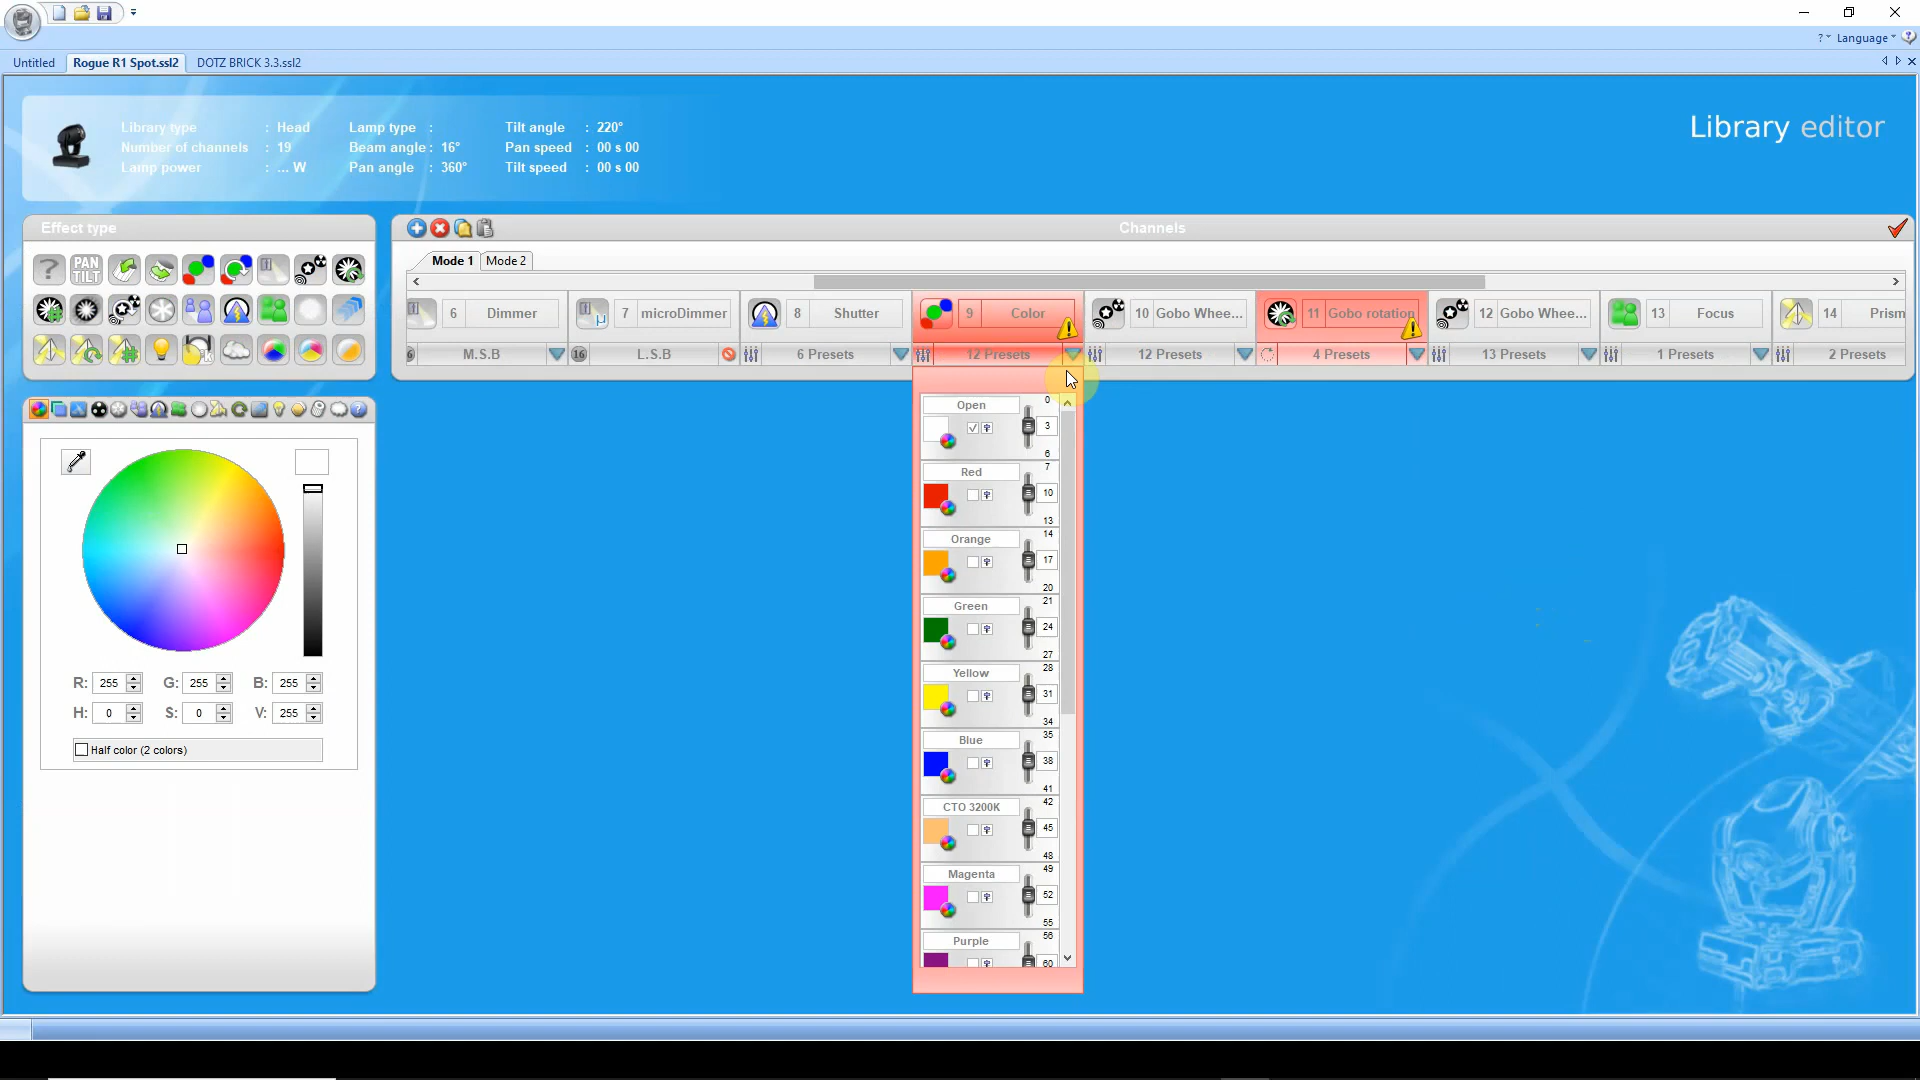 ? Language
Untitled Rogue R1 Spot.ssl2 DOTZ BRICK 3.3.ssl2
Library editor
Library type : Head Lamp type : Tilt angle : 220°
Number of channels : 19 Beam angle : 16° Pan speed : 00 s 00
Lamp power : ... W Pan angle : 360° Tilt speed : 00 s 00
Effect type
Channels
PAN TILT
Mode 1 Mode 2
6 Dimmer 7 microDimmer 8 Shutter 9 Color 10 Gobo Whee... 11 Gobo rotation 12 Gobo Whee... 13 Focus 14 Prism
6 M.S.B 16 L.S.B 6 Presets 12 Presets 12 Presets 4 Presets 13 Presets 1 Presets 2 Presets
Open 0
3
6
Red 7
10
13
Orange 14
17
20
Green 21
24
27
Yellow 28
31
34
Blue 35
38
41
CTO 3200K 42
45
48
Magenta 49
52
55
Purple 56
60
R: 255 G: 255 B: 255
H: 0 S: 0 V: 255
Half color (2 colors)